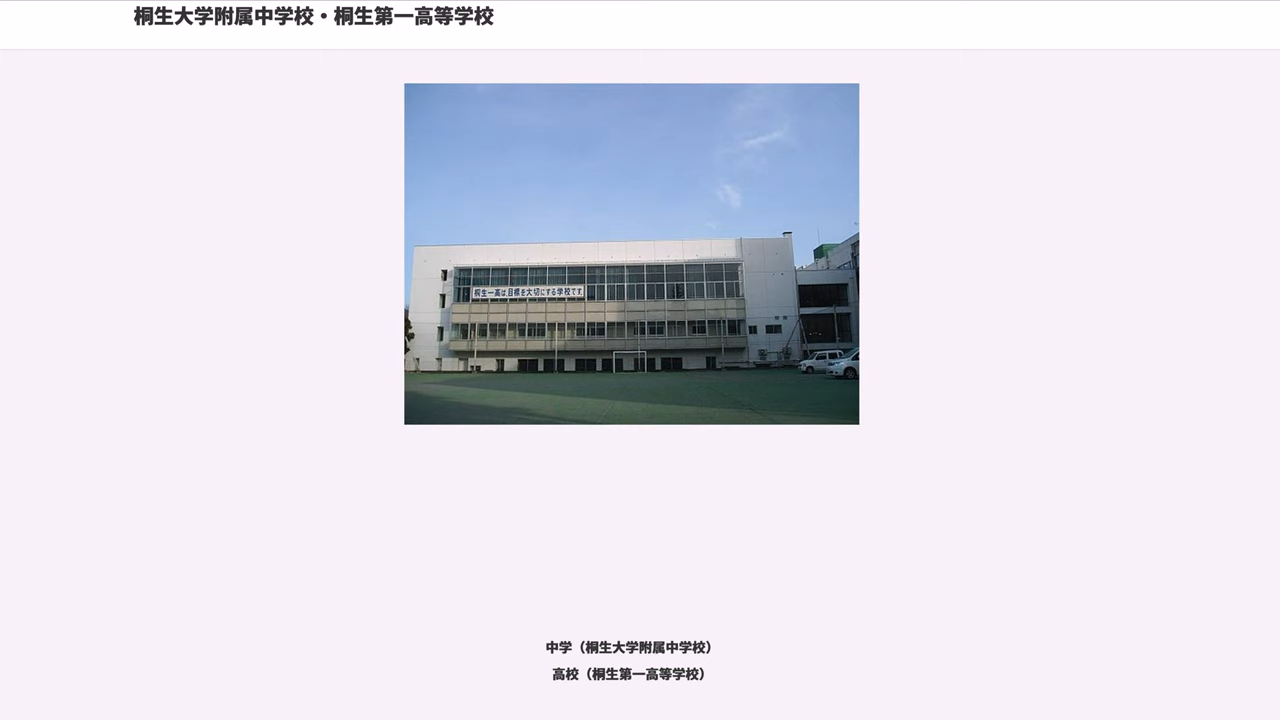 桐生大学附属中学校・桐生第一高等学校
桐生一高は目標を大切にする学校です
中学（桐生大学附属中学校）
高校（桐生第一高等学校）